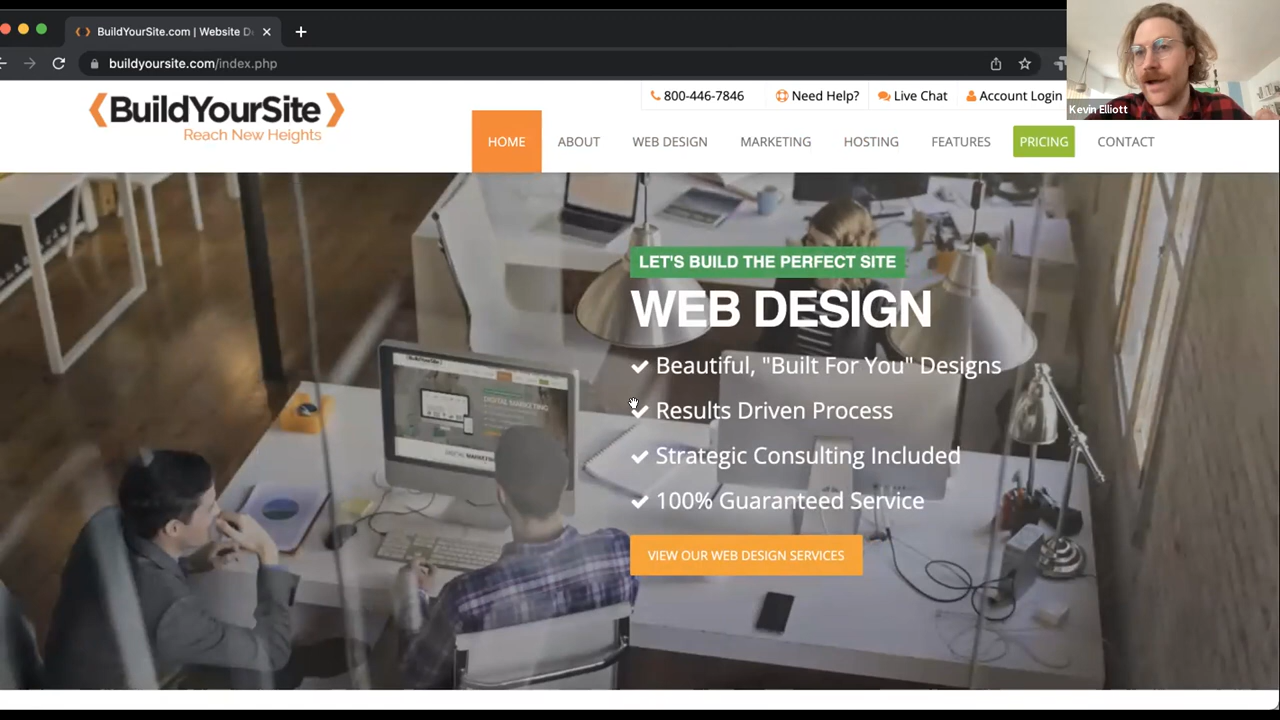 BuildYourSite.com | Website D
buildyoursite.com/index.php
Kevin Elliott
BuildYourSite
Reach New Heights
800-446-7846
Need Help?
Live Chat
Account Login
HOME
ABOUT
WEB DESIGN
MARKETING
HOSTING
FEATURES
PRICING
CONTACT
LET'S BUILD THE PERFECT SITE
WEB DESIGN
Beautiful, "Built For You" Designs
Results Driven Process
Strategic Consulting Included
100% Guaranteed Service
VIEW OUR WEB DESIGN SERVICES
DIGITAL MARKETING